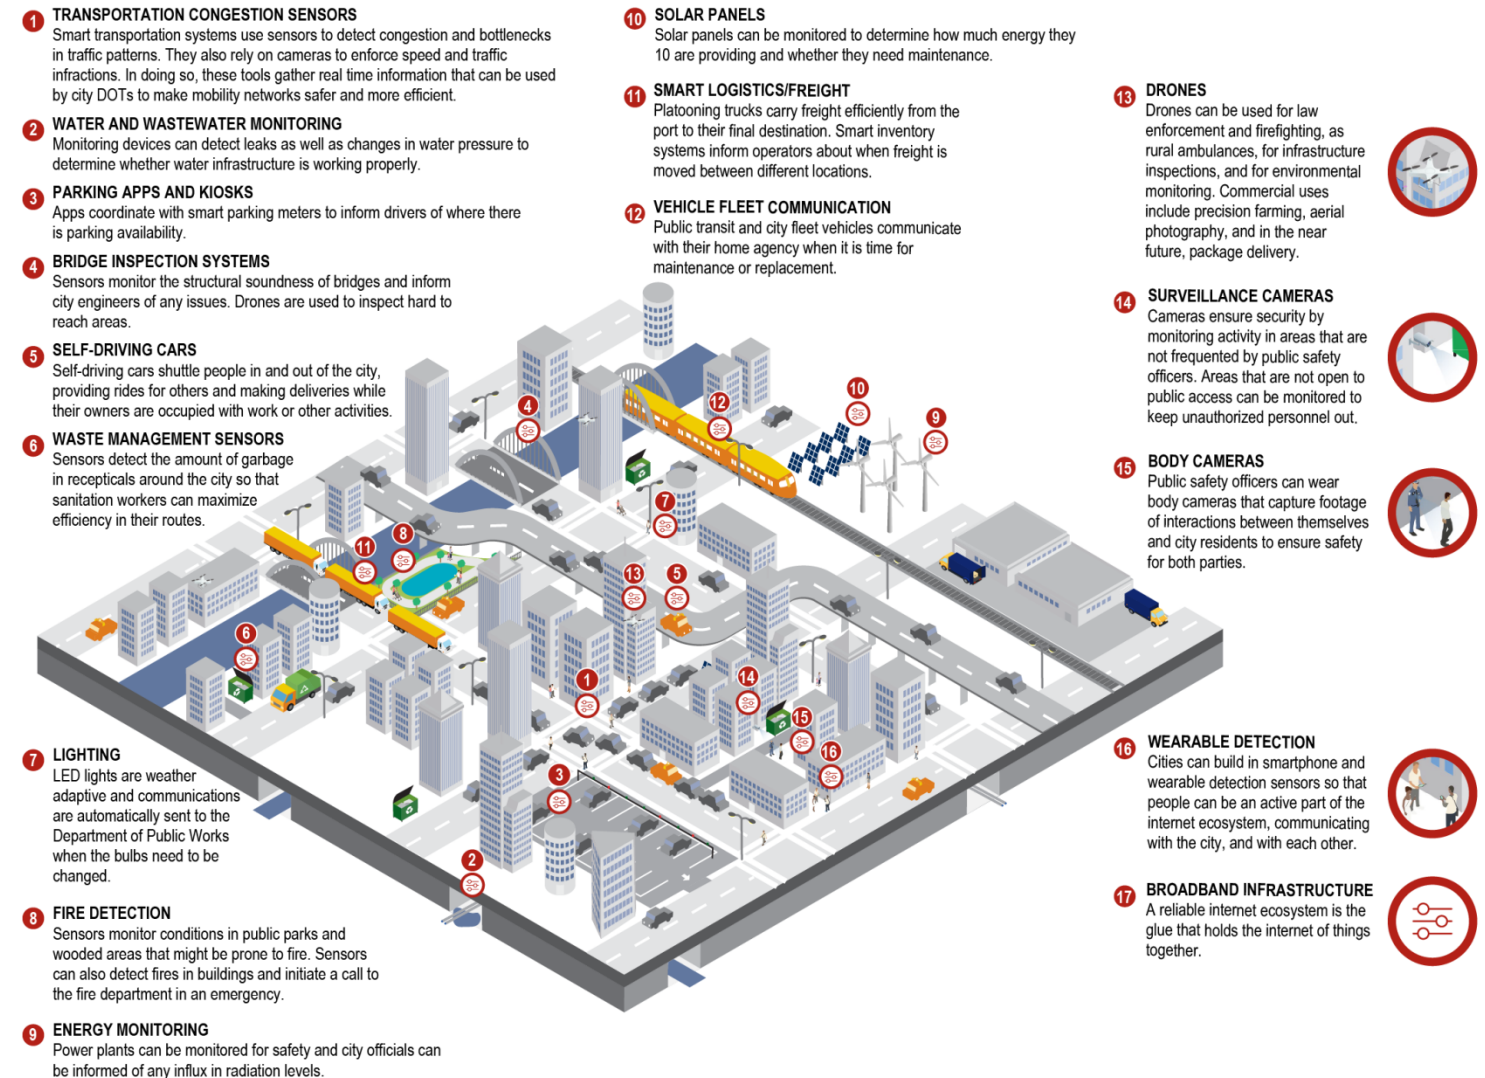 1 TRANSPORTATION CONGESTION SENSORS
Smart transportation systems use sensors to detect congestion and bottlenecks
in traffic patterns. They also rely on cameras to enforce speed and traffic
infractions. In doing so, these tools gather real time information that can be used
by city DOTs to make mobility networks safer and more efficient.
2 WATER AND WASTEWATER MONITORING
Monitoring devices can detect leaks as well as changes in water pressure to
determine whether water infrastructure is working properly.
3 PARKING APPS AND KIOSKS
Apps coordinate with smart parking meters to inform drivers of where there
is parking availability.
4 BRIDGE INSPECTION SYSTEMS
Sensors monitor the structural soundness of bridges and inform
city engineers of any issues. Drones are used to inspect hard to
reach areas.
5 SELF-DRIVING CARS
Self-driving cars shuttle people in and out of the city,
providing rides for others and making deliveries while
their owners are occupied with work or other activities.
6 WASTE MANAGEMENT SENSORS
Sensors detect the amount of garbage
in recepticals around the city so that
sanitation workers can maximize
efficiency in their routes.
7 LIGHTING
LED lights are weather
adaptive and communications
are automatically sent to the
Department of Public Works
when the bulbs need to be
changed.
8 FIRE DETECTION
Sensors monitor conditions in public parks and
wooded areas that might be prone to fire. Sensors
can also detect fires in buildings and initiate a call to
the fire department in an emergency.
9 ENERGY MONITORING
Power plants can be monitored for safety and city officials can
be informed of any influx in radiation levels.
10 SOLAR PANELS
Solar panels can be monitored to determine how much energy they
10 are providing and whether they need maintenance.
11 SMART LOGISTICS/FREIGHT
Platooning trucks carry freight efficiently from the
port to their final destination. Smart inventory
systems inform operators about when freight is
moved between different locations.
12 VEHICLE FLEET COMMUNICATION
Public transit and city fleet vehicles communicate
with their home agency when it is time for
maintenance or replacement.
13 DRONES
Drones can be used for law
enforcement and firefighting, as
rural ambulances, for infrastructure
inspections, and for environmental
monitoring. Commercial uses
include precision farming, aerial
photography, and in the near
future, package delivery.
14 SURVEILLANCE CAMERAS
Cameras ensure security by
monitoring activity in areas that are
not frequented by public safety
officers. Areas that are not open to
public access can be monitored to
keep unauthorized personnel out.
15 BODY CAMERAS
Public safety officers can wear
body cameras that capture footage
of interactions between themselves
and city residents to ensure safety
for both parties.
16 WEARABLE DETECTION
Cities can build in smartphone and
wearable detection sensors so that
people can be an active part of the
internet ecosystem, communicating
with the city, and with each other.
17 BROADBAND INFRASTRUCTURE
A reliable internet ecosystem is the
glue that holds the internet of things
together.
10
12
4
9
7
8
11
13
5
6
1
14
15
16
3
2